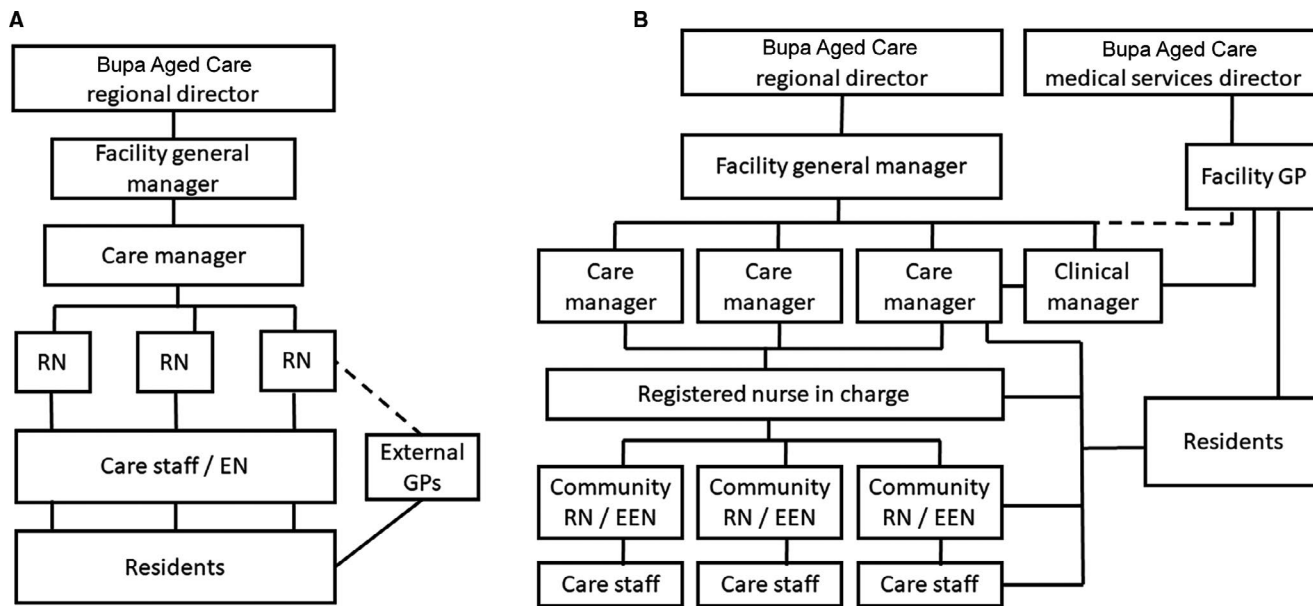 A
Bupa Aged Care
regional director
Facility general
manager
Care manager
RN
RN
RN
Care staff / EN
External
GPs
Residents
B
Bupa Aged Care
regional director
Bupa Aged Care
medical services director
Facility general manager
Facility GP
Care
manager
Care
manager
Care
manager
Clinical
manager
Registered nurse in charge
Residents
Community
RN / EEN
Community
RN / EEN
Community
RN / EEN
Care staff
Care staff
Care staff